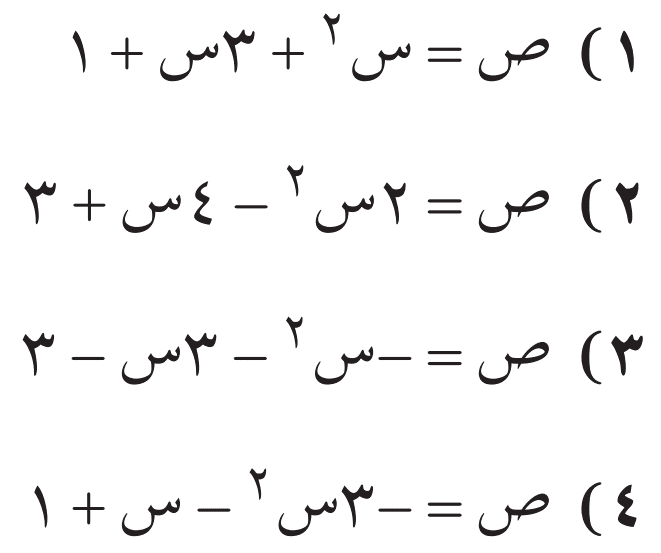 ١) ص = س٢ + ٣س + ١
٢) ص = ٢س٢ – ٤س + ٣
٣) ص = –س٢ – ٣س – ٣
٤) ص = –٣س٢ – س + ١